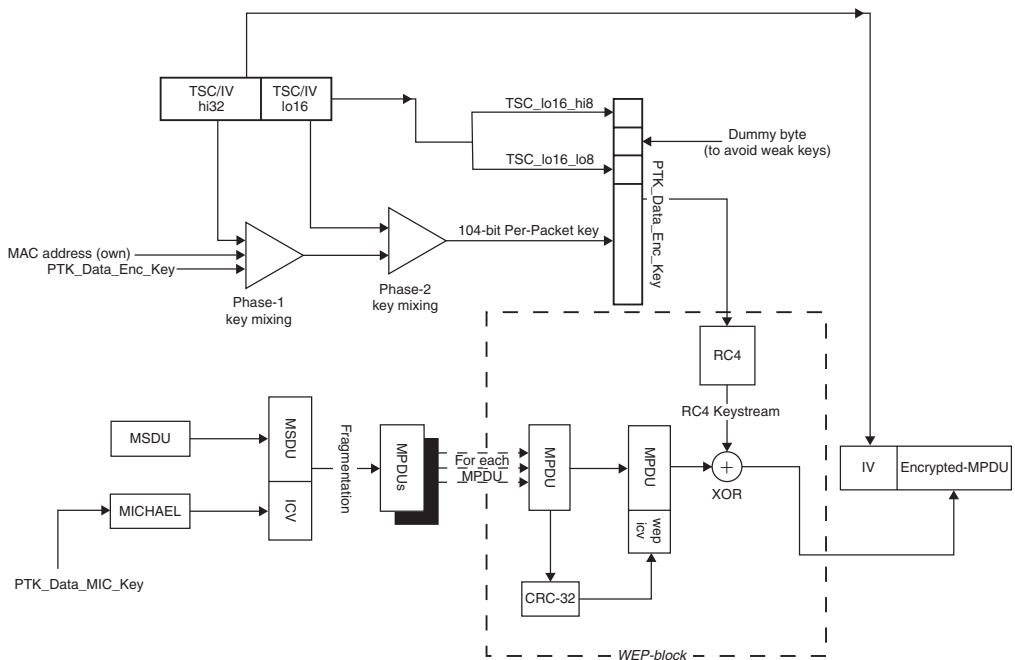 TSC/IV
hi32
TSC/IV
lo16
TSC_lo16_hi8
Dummy byte
(to avoid weak keys)
TSC_lo16_lo8
PTK_Data_Enc_Key
104-bit Per-Packet key
MAC address (own)
PTK_Data_Enc_Key
Phase-1
key mixing
Phase-2
key mixing
RC4
RC4 Keystream
MSDU
MSDU
ICV
Fragmentation
MPDUs
For each
MPDU
MPDU
MPDU
wep
icv
+
XOR
IV
Encrypted-MPDU
MICHAEL
PTK_Data_MIC_Key
CRC-32
WEP-block